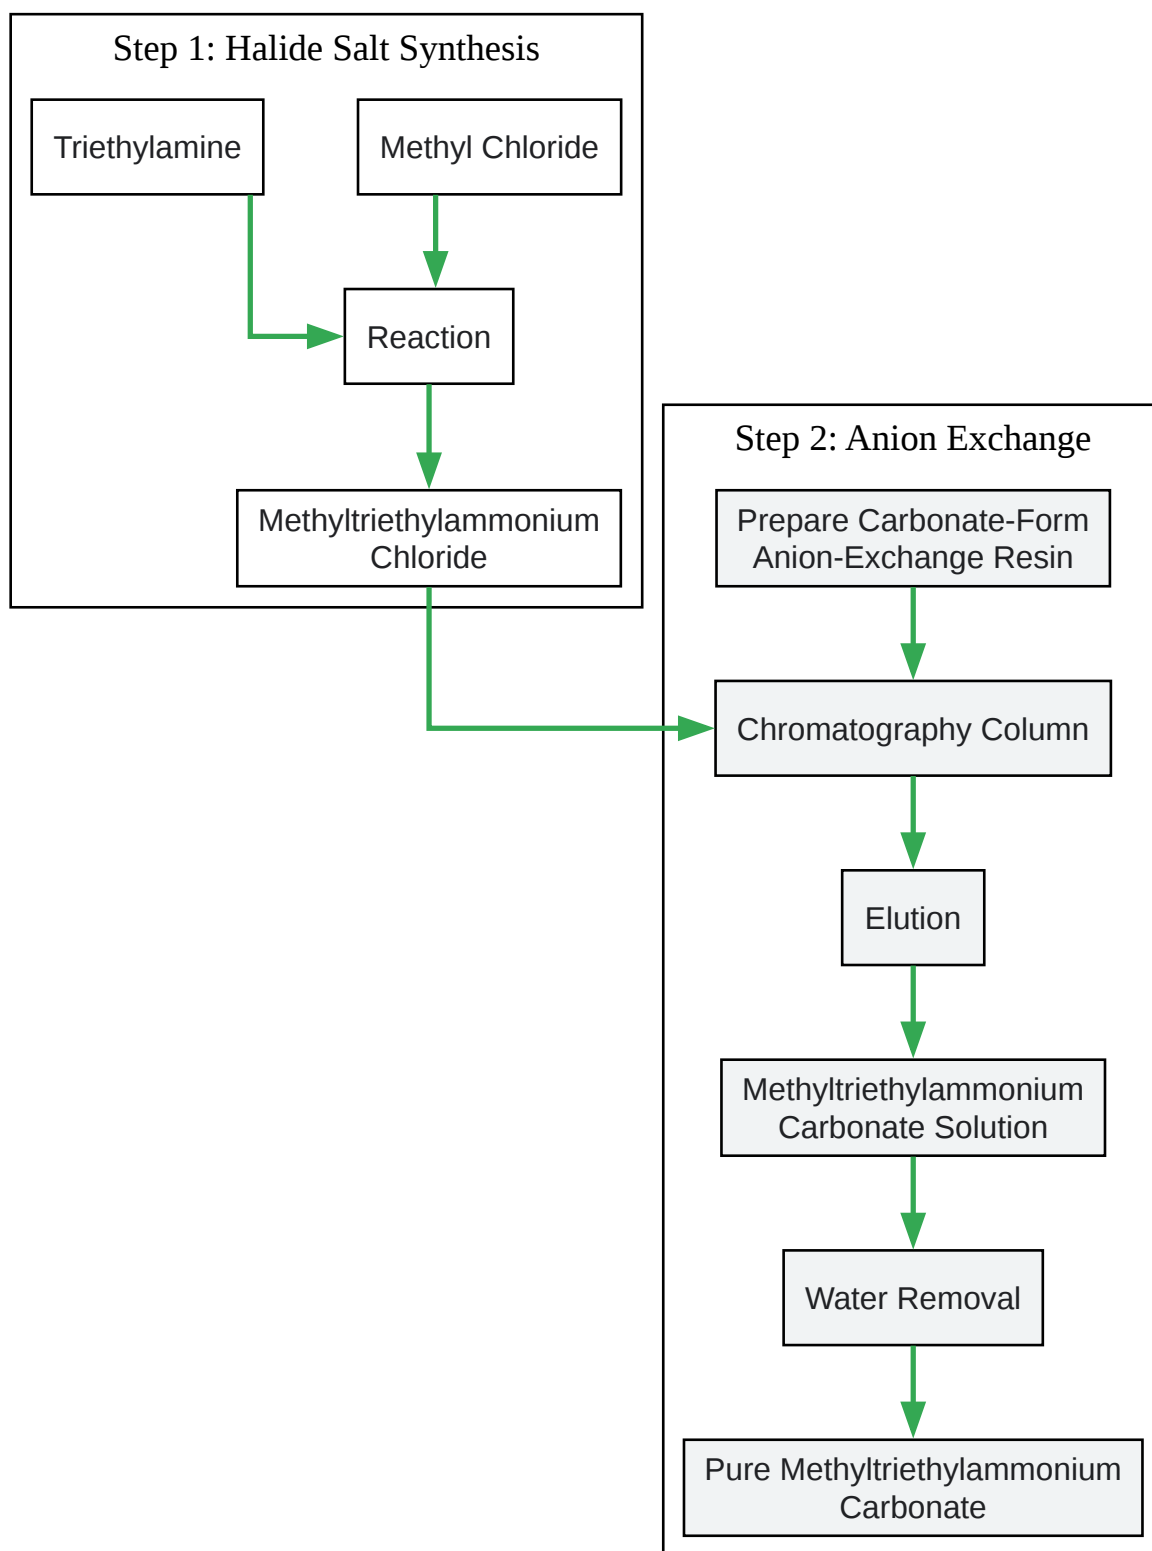 Step 1: Halide Salt Synthesis
Triethylamine
Methyl Chloride
Reaction
Methyltriethylammonium
Chloride
Step 2: Anion Exchange
Prepare Carbonate-Form
Anion-Exchange Resin
Chromatography Column
Elution
Methyltriethylammonium
Carbonate Solution
Water Removal
Pure Methyltriethylammonium
Carbonate